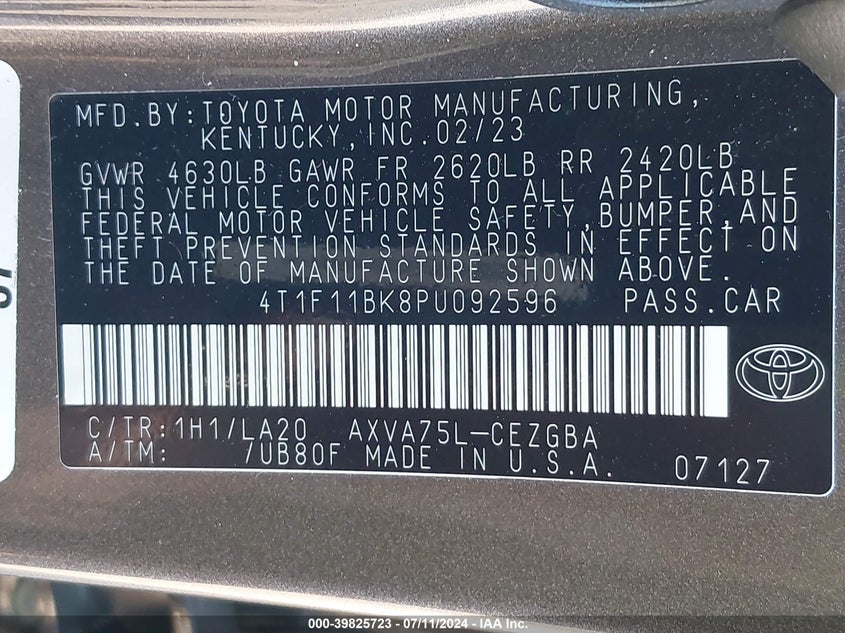 MFD.BY:TOYOTA MOTOR MANUFACTURING,
KENTUCKY,INC.02/23
GVWR 4630LB GAWR FR 2620LB RR 2420LB
THIS VEHICLE CONFORMS TO ALL APPLICABLE
FEDERAL MOTOR VEHICLE SAFETY,BUMPER,AND
THEFT PREVENTION STANDARDS IN EFFECT ON
THE DATE OF MANUFACTURE SHOWN ABOVE.
4T1F11BK8PU092596 PASS.CAR
C/TR:1H1/LA20 AXVA75L-CEZGBA
A/TM: /UB80F MADE IN U.S.A. 07127
000-39825723 | 07/11/2024 - IAA Inc.